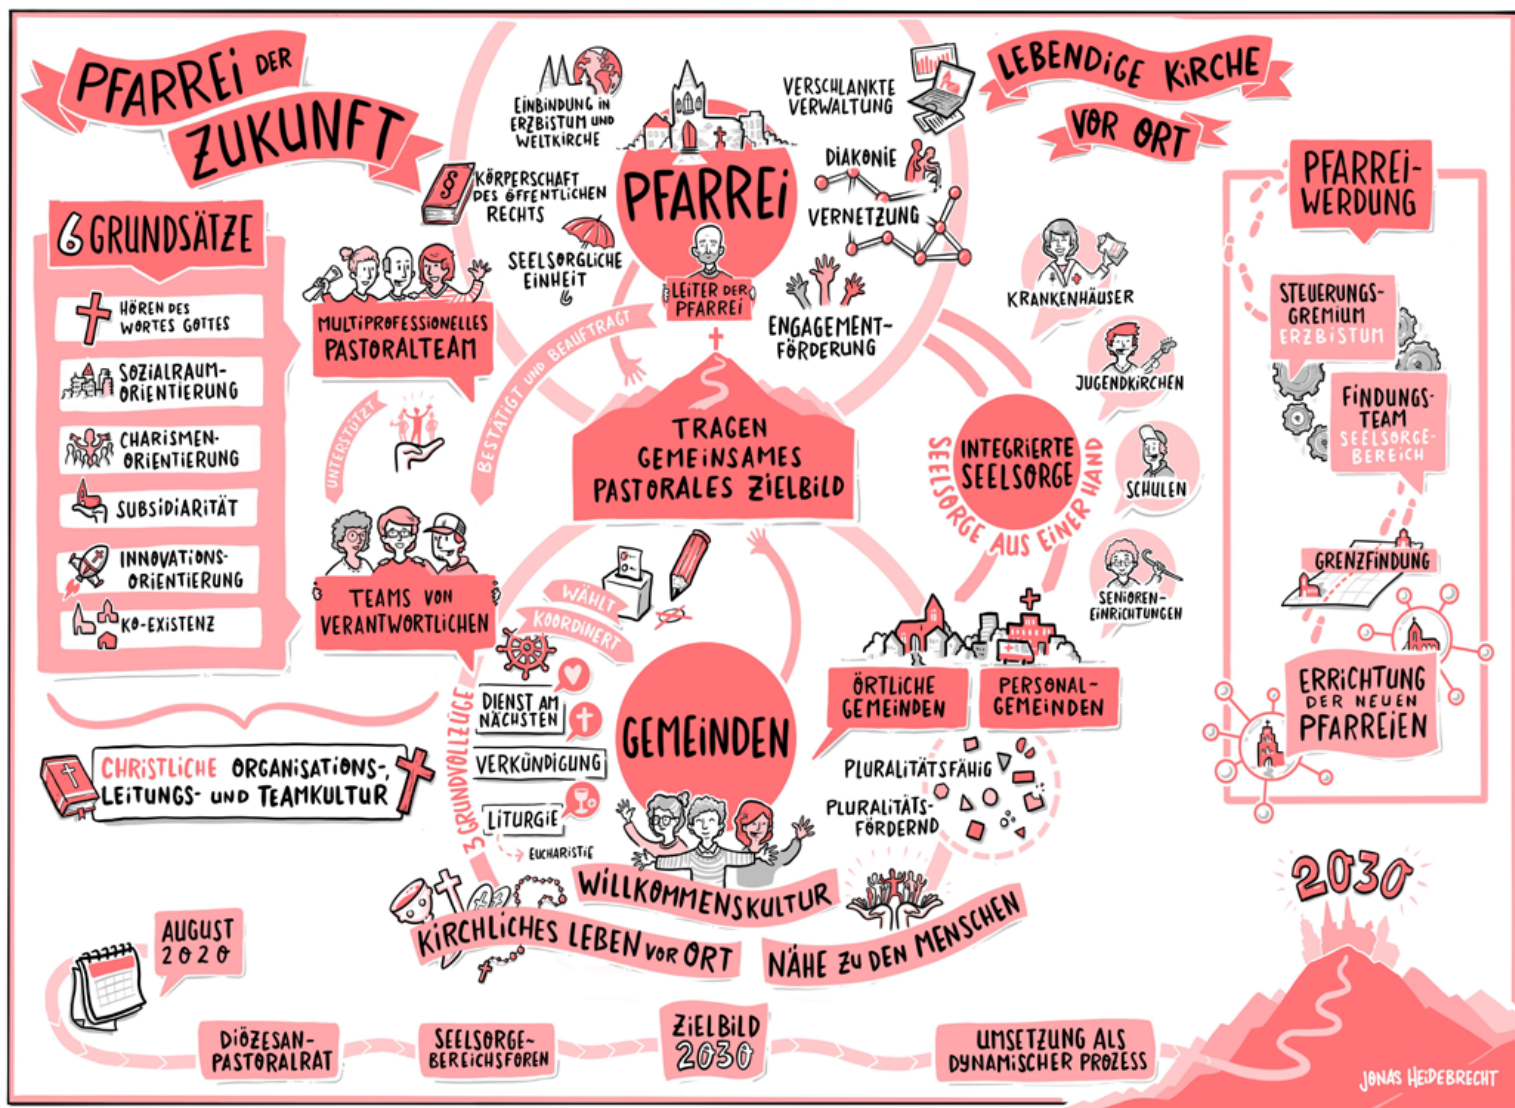 PFARREI DER
ZUKUNFT
LEBENDIGE KIRCHE
VOR ORT
6 GRUNDSÄTZE
HÖREN DES
WORTES GOTTES
SOZIALRAUM-
ORIENTIERUNG
CHARISMEN-
ORIENTIERUNG
SUBSIDIARITÄT
INNOVATIONS-
ORIENTIERUNG
KO-EXISTENZ
CHRISTLICHE ORGANISATIONS-,
LEITUNGS- UND TEAMKULTUR
MULTIPROFESSIONELLES
PASTORALTEAM
UNTERSTÜTZT
BESTÄTIGT UND BEAUFTRAGT
TEAMS VON
VERANTWORTLICHEN
EINBINDUNG IN
ERZBISTUM UND
WELTKIRCHE
§
KÖRPERSCHAFT
DES ÖFFENTLICHEN
RECHTS
SEELSORGLICHE
EINHEIT
PFARREI
LEITER DER
PFARREI
VERSCHLANKTE
VERWALTUNG
DIAKONIE
VERNETZUNG
ENGAGEMENT-
FÖRDERUNG
TRAGEN
GEMEINSAMES
PASTORALES ZIELBILD
INTEGRIERTE
SEELSORGE
SEELSORGE AUS EINER HAND
KRANKENHÄUSER
JUGENDKIRCHEN
SCHULEN
SENIOREN-
EINRICHTUNGEN
WÄHLT
KOORDINIERT
3 GRUNDVOLLZÜGE
DIENST AM
NÄCHSTEN
VERKÜNDIGUNG
LITURGIE
EUCHARISTIE
GEMEINDEN
ÖRTLICHE
GEMEINDEN
PERSONAL-
GEMEINDEN
PLURALITÄTSFÄHIG
PLURALITÄTS-
FÖRDERND
WILLKOMMENSKULTUR
KIRCHLICHES LEBEN VOR ORT
NÄHE ZU DEN MENSCHEN
PFARREI-
WERDUNG
STEUERUNGS-
GREMIUM
ERZBISTUM
FINDUNGS-
TEAM
SEELSORGE-
BEREICH
GRENZFINDUNG
ERRICHTUNG
DER NEUEN
PFARREIEN
2030
AUGUST
2020
DIÖZESAN-
PASTORALRAT
SEELSORGE-
BEREICHSFOREN
ZIELBILD
2030
UMSETZUNG ALS
DYNAMISCHER PROZESS
JONAS HEIDEBRECHT